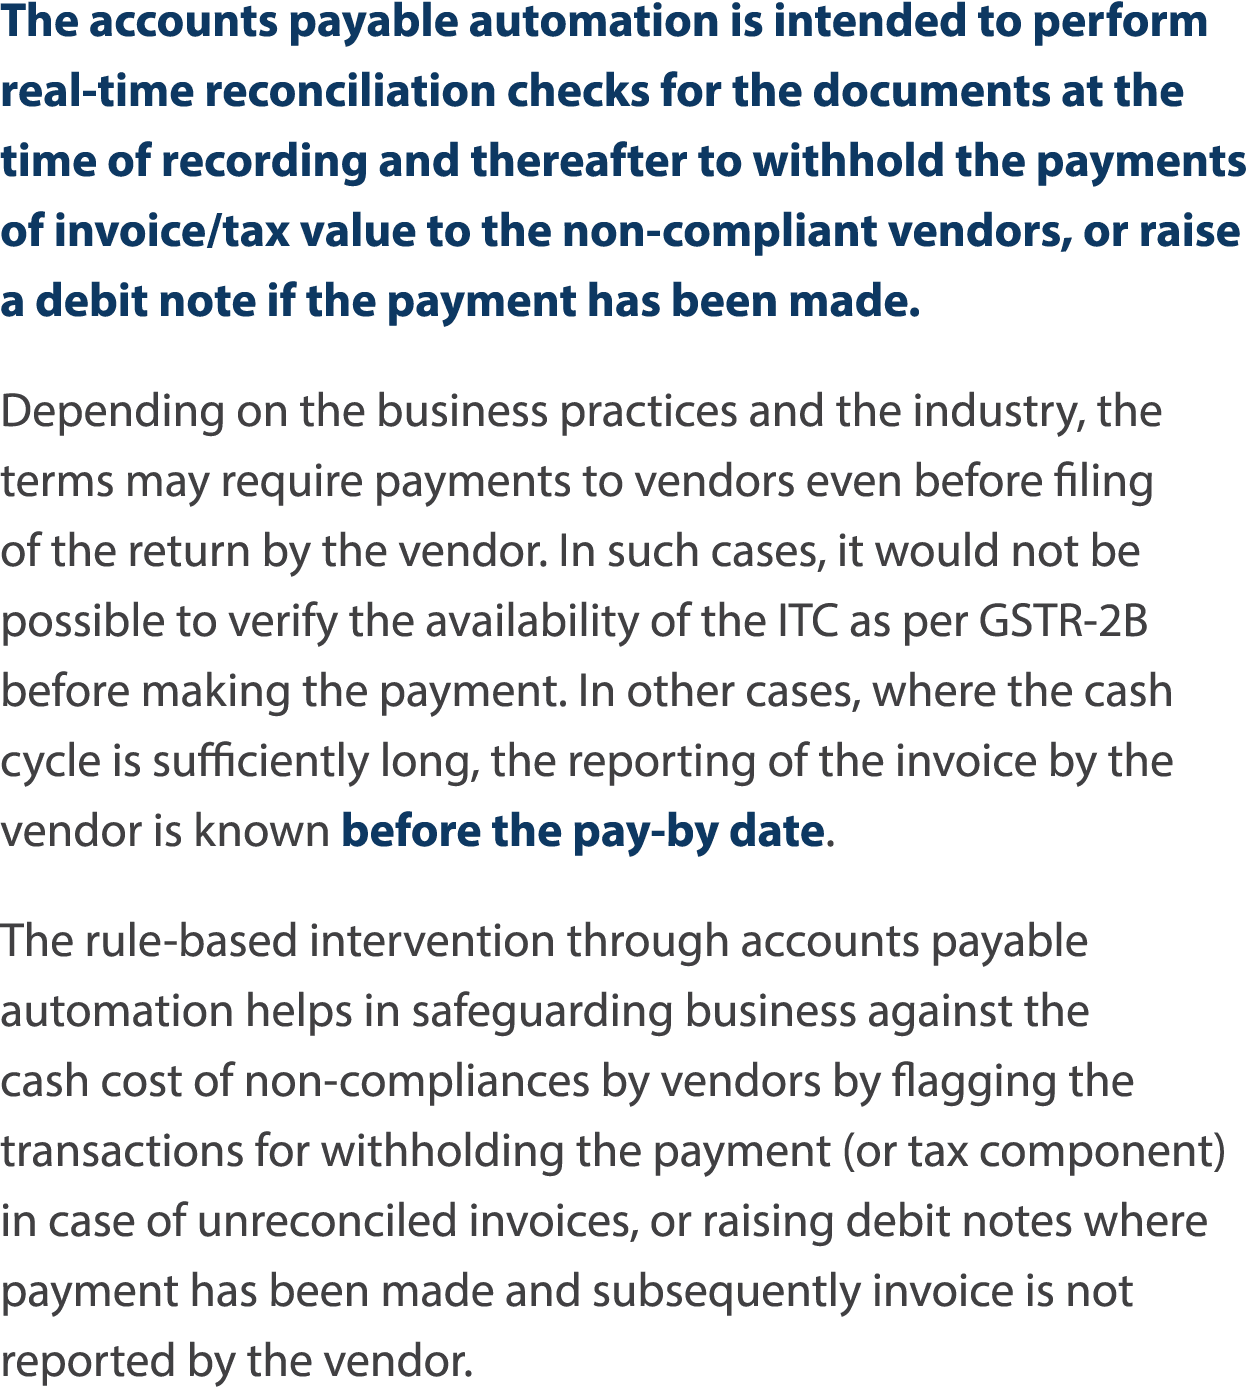 The accounts payable automation is intended to perform
real-time reconciliation checks for the documents at the
time of recording and thereafter to withhold the payments
of invoice/tax value to the non-compliant vendors, or raise
a debit note if the payment has been made.
Depending on the business practices and the industry, the
terms may require payments to vendors even before filing
of the return by the vendor. In such cases, it would not be
possible to verify the availability of the ITC as per GSTR-2B
before making the payment. In other cases, where the cash
cycle is sufficiently long, the reporting of the invoice by the
vendor is known before the pay-by date.
The rule-based intervention through accounts payable
automation helps in safeguarding business against the
cash cost of non-compliances by vendors by flagging the
transactions for withholding the payment (or tax component)
in case of unreconciled invoices, or raising debit notes where
payment has been made and subsequently invoice is not
reported by the vendor.